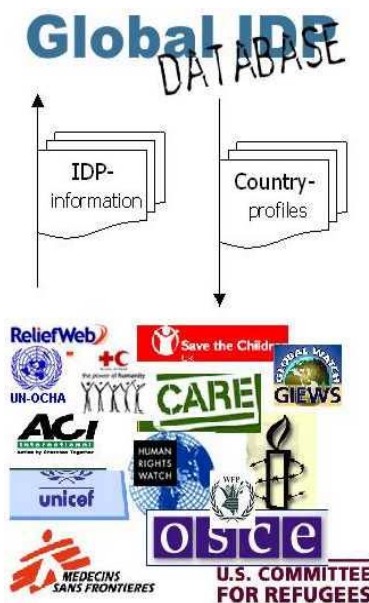 Global IDP
DATABASE
IDP-
information
Country-
profiles
ReliefWeb
Save the Children
UK
UN-OCHA
the power of humanity
CARE
GLOBAL WATCH
GIEWS
ACT
International
Action by Churches Together
HUMAN
RIGHTS
WATCH
WFP
unicef
osce
MEDECINS
SANS FRONTIERES
U.S. COMMITTEE
FOR REFUGEES